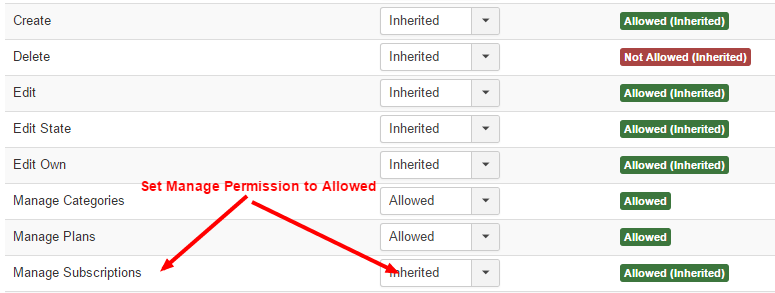 Create Inherited Allowed (Inherited)
Delete Inherited Not Allowed (Inherited)
Edit Inherited Allowed (Inherited)
Edit State Inherited Allowed (Inherited)
Edit Own Inherited Allowed (Inherited)
Set Manage Permission to Allowed
Manage Categories Allowed Allowed
Manage Plans Allowed Allowed
Manage Subscriptions Inherited Allowed (Inherited)